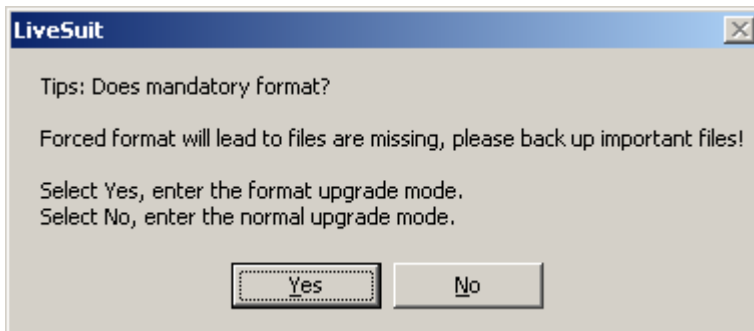 LiveSuit
Tips: Does mandatory format?
Forced format will lead to files are missing, please back up important files!
Select Yes, enter the format upgrade mode.
Select No, enter the normal upgrade mode.
Yes No